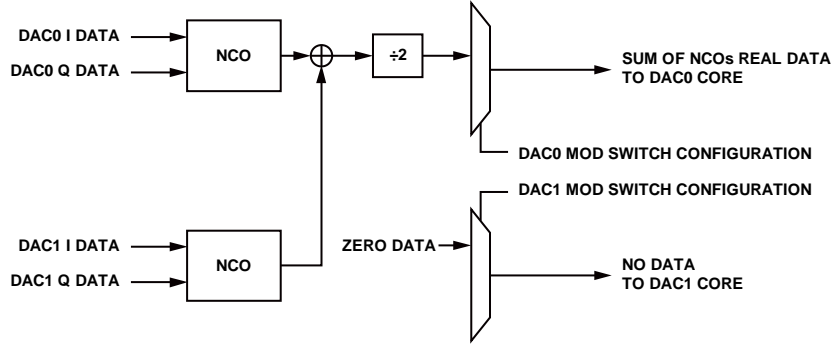 DAC0 I DATA
DAC0 Q DATA
NCO
÷2
SUM OF NCOs REAL DATA
TO DAC0 CORE
DAC0 MOD SWITCH CONFIGURATION
DAC1 MOD SWITCH CONFIGURATION
DAC1 I DATA
DAC1 Q DATA
NCO
ZERO DATA
NO DATA
TO DAC1 CORE